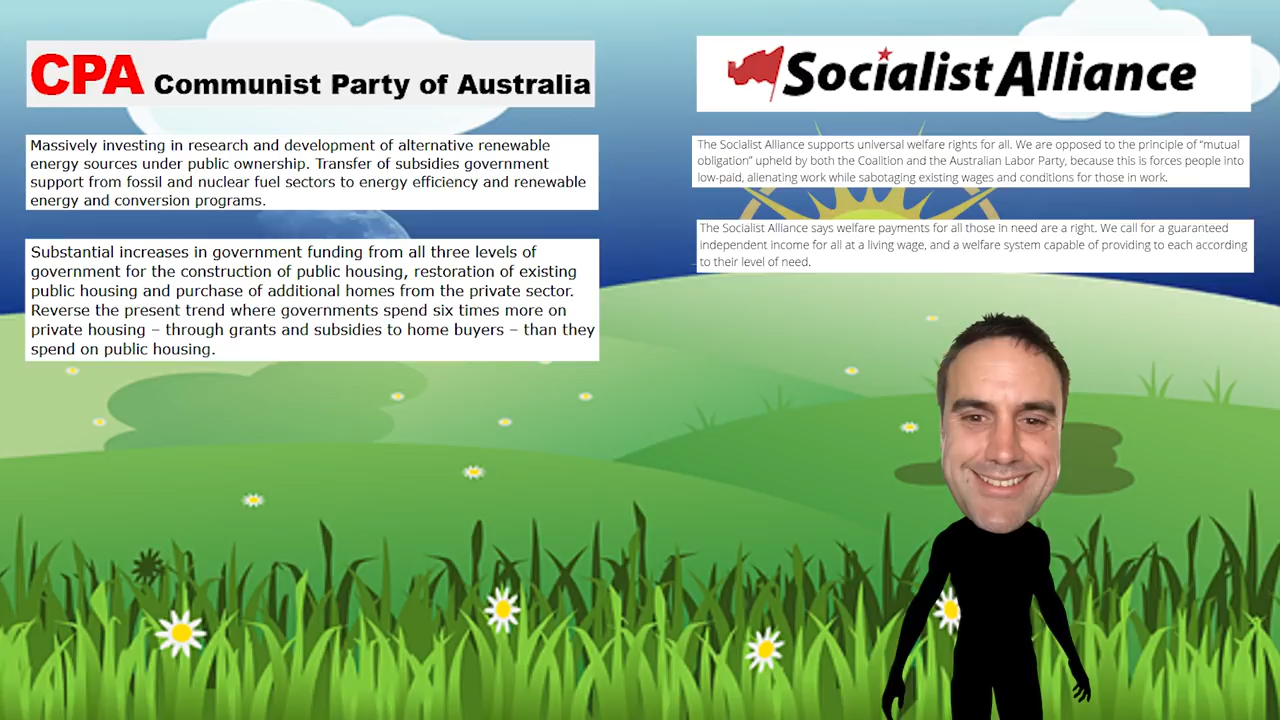 CPA Communist Party of Australia
Massively investing in research and development of alternative renewable
energy sources under public ownership. Transfer of subsidies government
support from fossil and nuclear fuel sectors to energy efficiency and renewable
energy and conversion programs.
Substantial increases in government funding from all three levels of
government for the construction of public housing, restoration of existing
public housing and purchase of additional homes from the private sector.
Reverse the present trend where governments spend six times more on
private housing – through grants and subsidies to home buyers – than they
spend on public housing.
Socialist Alliance
The Socialist Alliance supports universal welfare rights for all. We are opposed to the principle of “mutual
obligation” upheld by both the Coalition and the Australian Labor Party, because this is forces people into
low-paid, alienating work while sabotaging existing wages and conditions for those in work.
The Socialist Alliance says welfare payments for all those in need are a right. We call for a guaranteed
independent income for all at a living wage, and a welfare system capable of providing to each according
to their level of need.